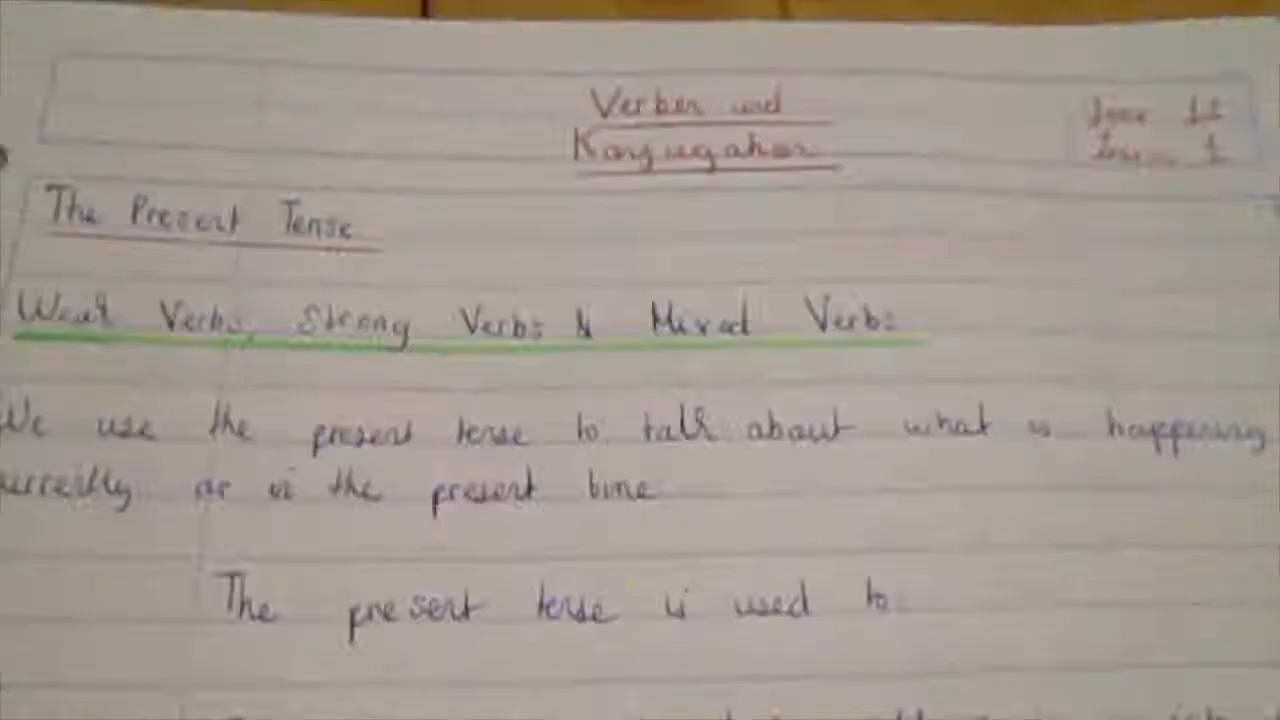 Verben und
Konjugation
The Present Tense
Weak Verbs, Strong Verbs & Mixed Verbs
We use the present tense to talk about what is happening
currently or in the present time
The present tense is used to